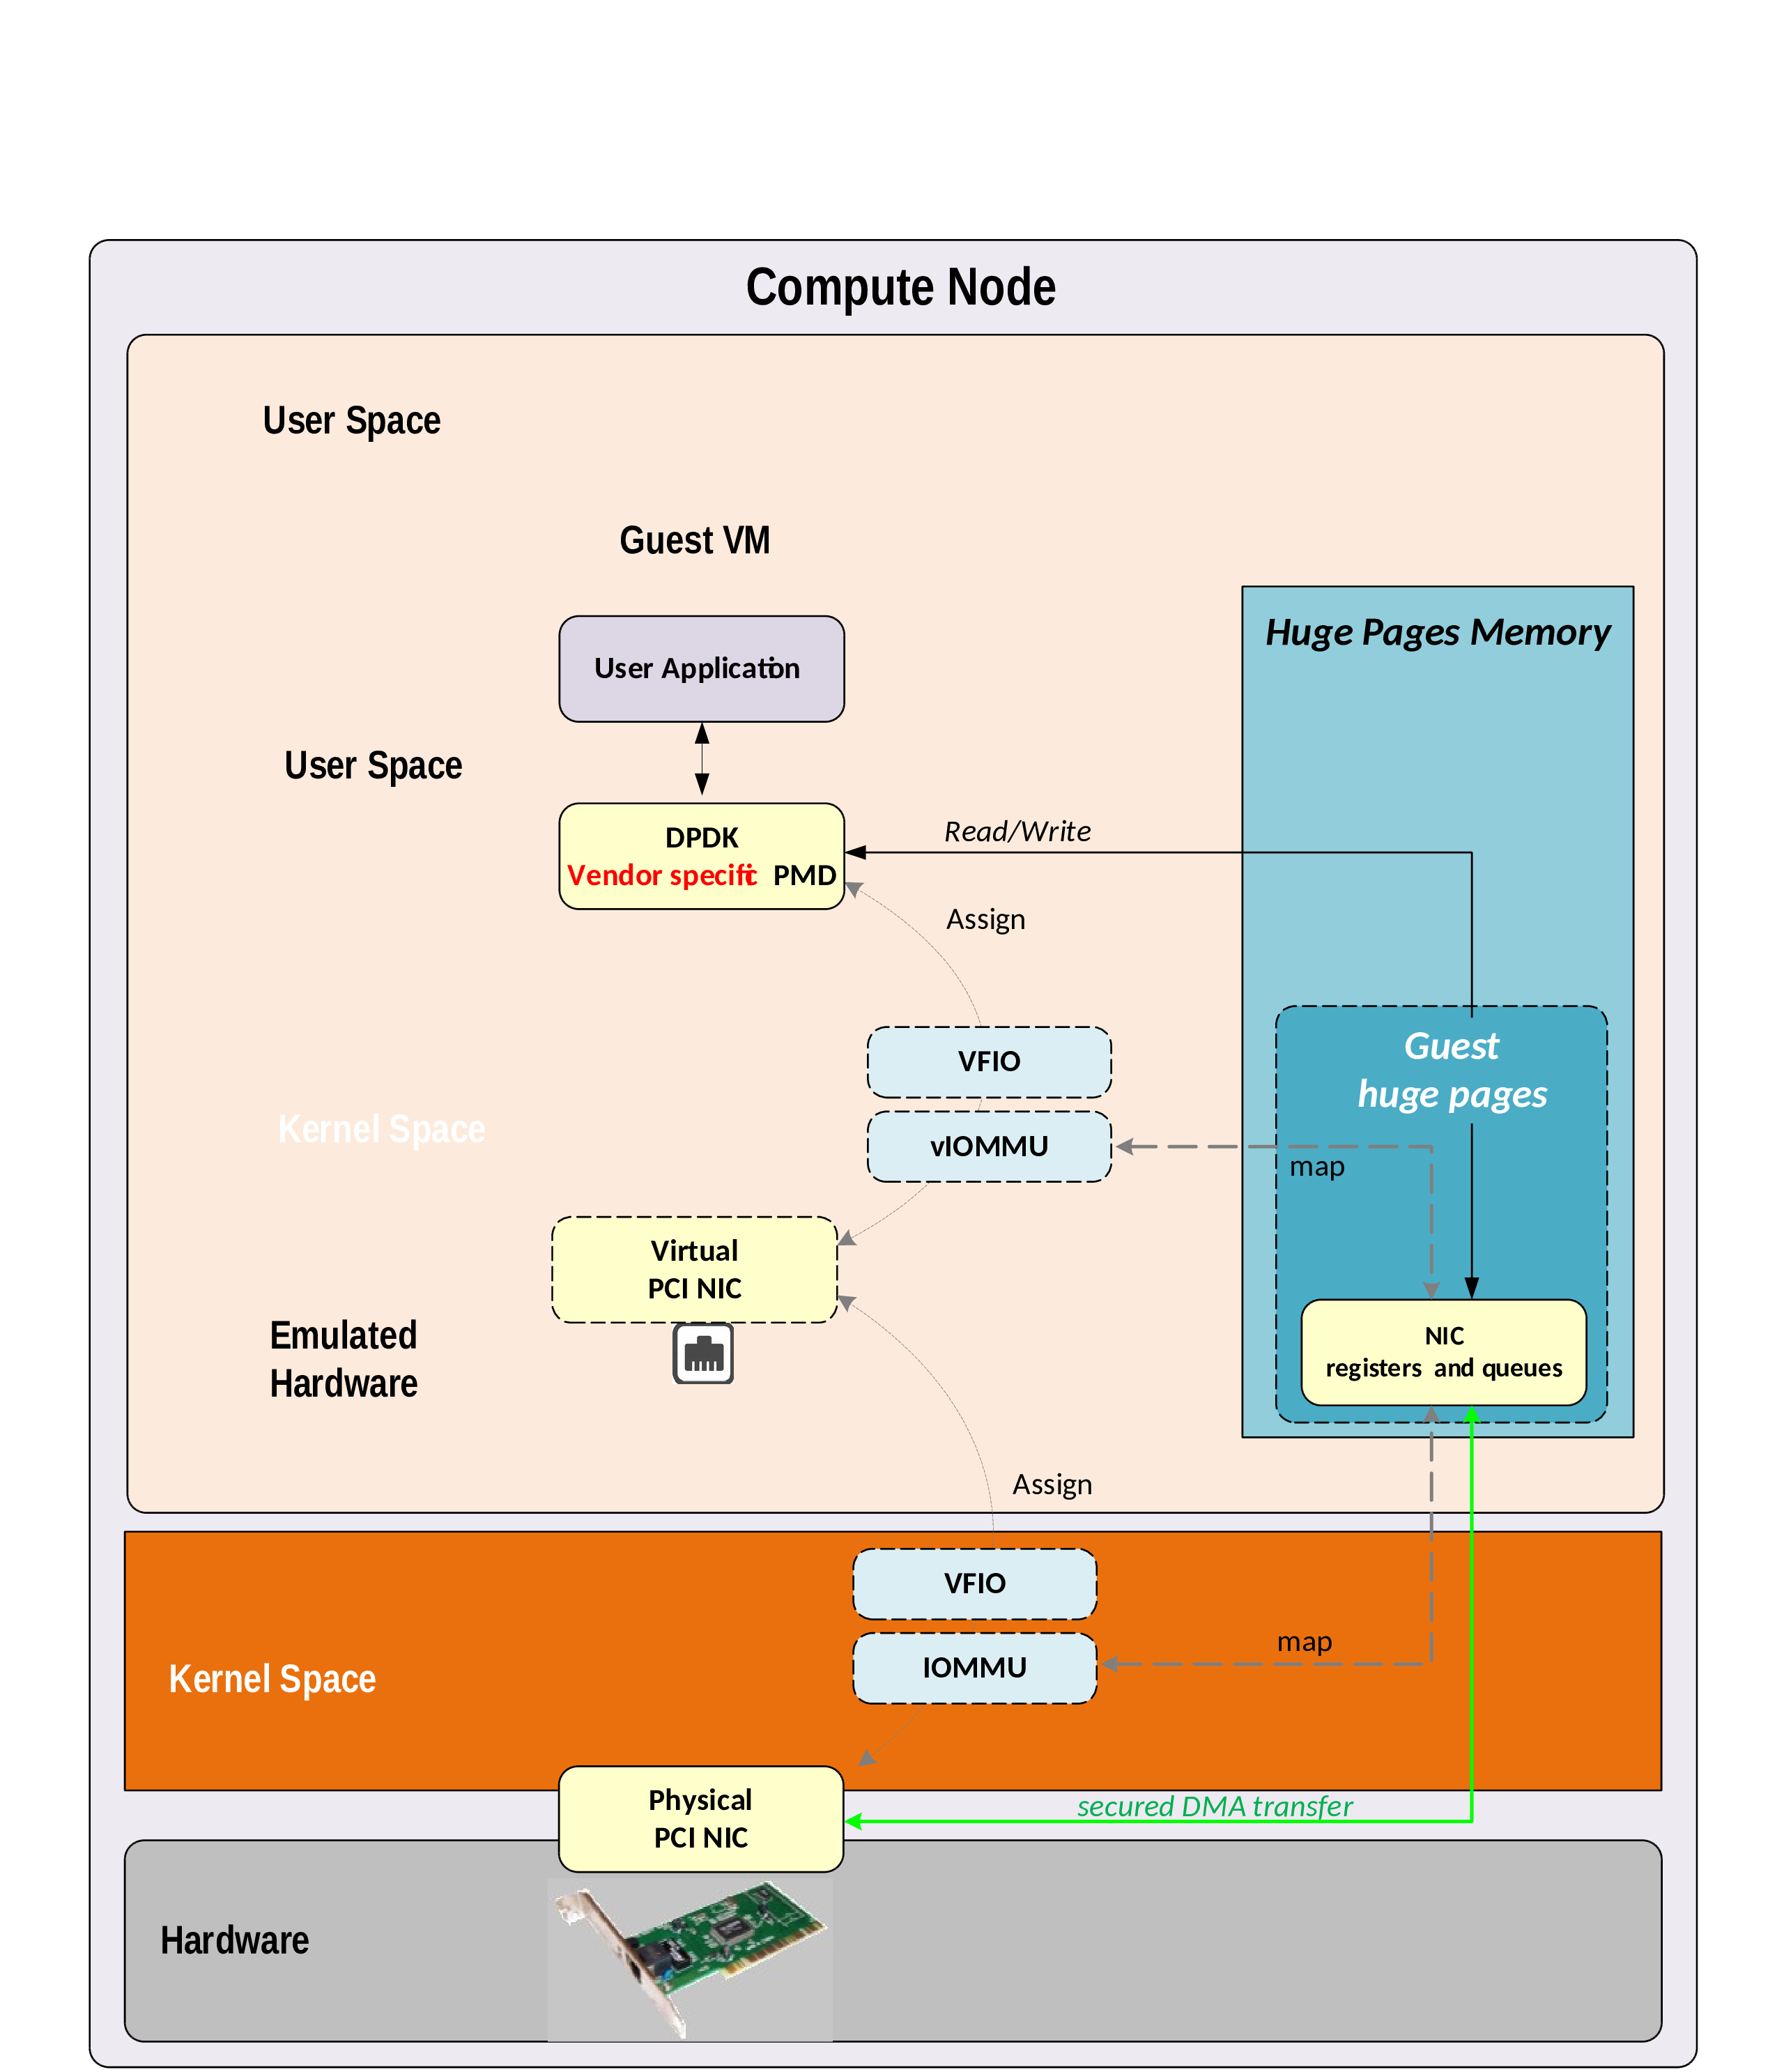 Compute Node
User Space
Guest VM
Huge Pages Memory
User Application
User Space
DPDK
Vendor specific PMD
Read/Write
Assign
Guest
huge pages
VFIO
Kernel Space
vIOMMU
map
Virtual
PCI NIC
Emulated
Hardware
NIC
registers and queues
Assign
VFIO
IOMMU
map
Kernel Space
Physical
PCI NIC
secured DMA transfer
Hardware